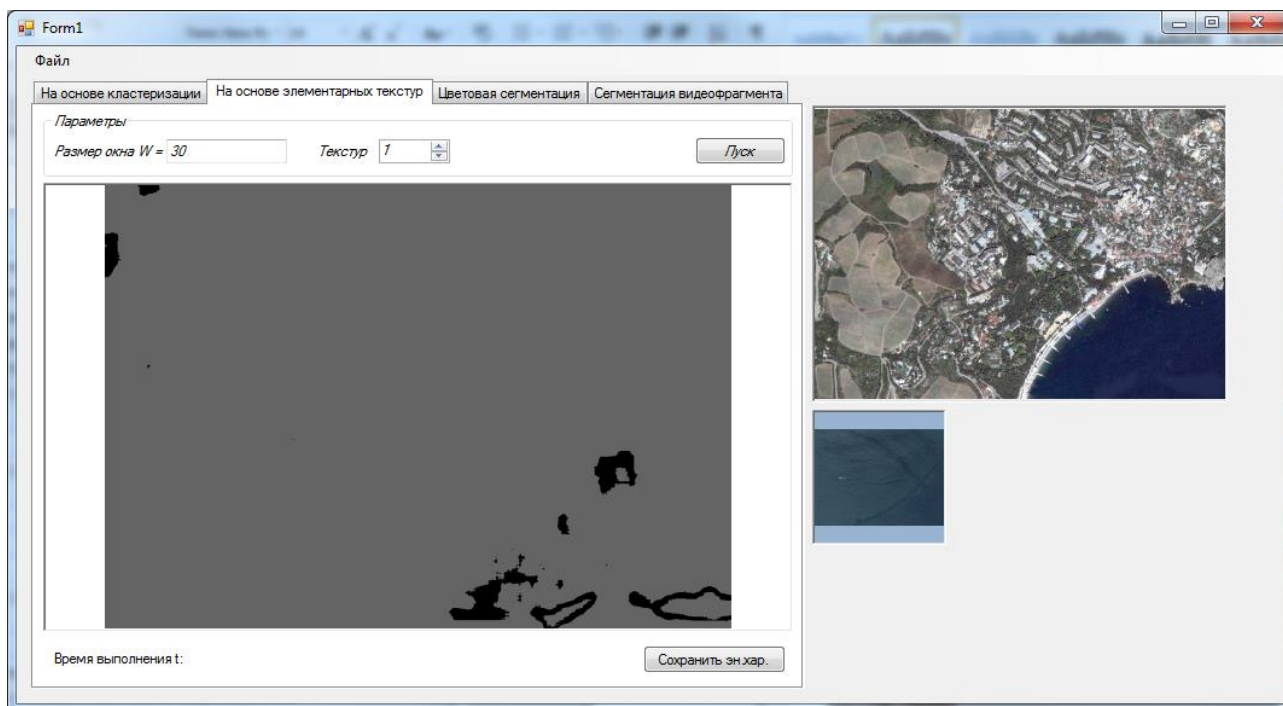 Form1
Файл
На основе кластеризации На основе элементарных текстур Цветовая сегментация Сегментация видеофрагмента
Параметры
Размер окна W = 30 Текстур 1 Пуск
Время выполнения t: Сохранить эн.хар.